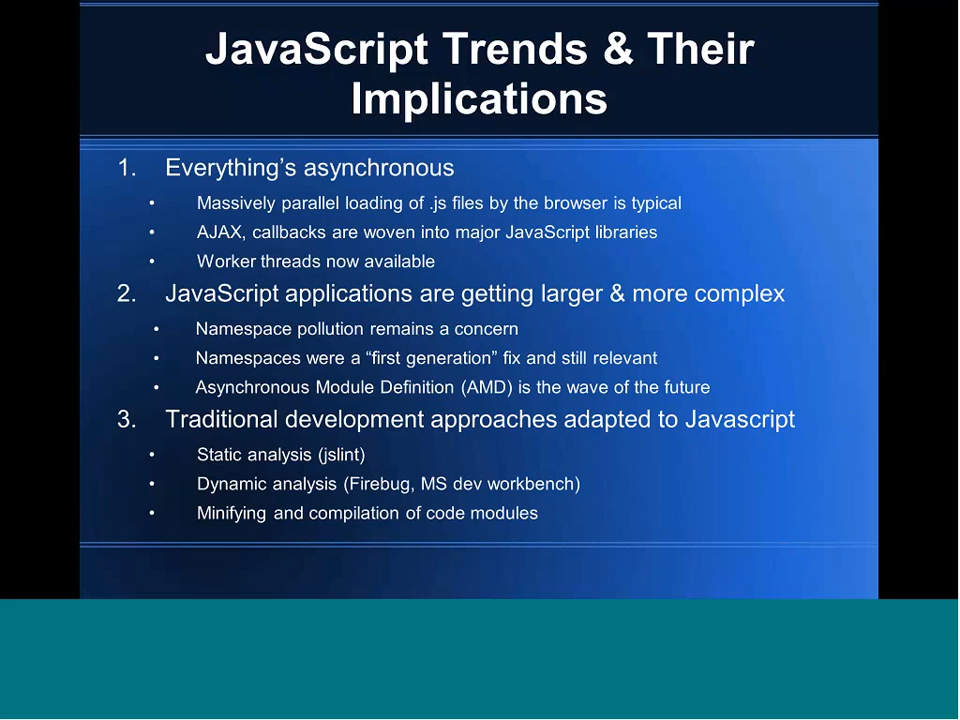 JavaScript Trends & Their
Implications
1. Everything’s asynchronous
• Massively parallel loading of .js files by the browser is typical
• AJAX, callbacks are woven into major JavaScript libraries
• Worker threads now available
2. JavaScript applications are getting larger & more complex
• Namespace pollution remains a concern
• Namespaces were a “first generation” fix and still relevant
• Asynchronous Module Definition (AMD) is the wave of the future
3. Traditional development approaches adapted to Javascript
• Static analysis (jslint)
• Dynamic analysis (Firebug, MS dev workbench)
• Minifying and compilation of code modules